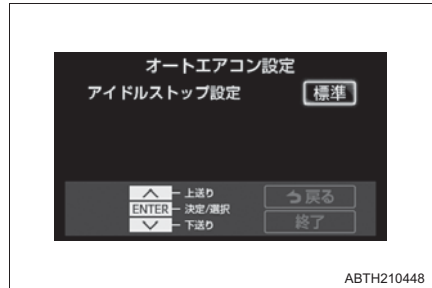 オートエアコン設定
アイドルストップ設定 標準
へ 上送り
ENTER 決定/選択
戻る
下送り
終了
ABTH210448